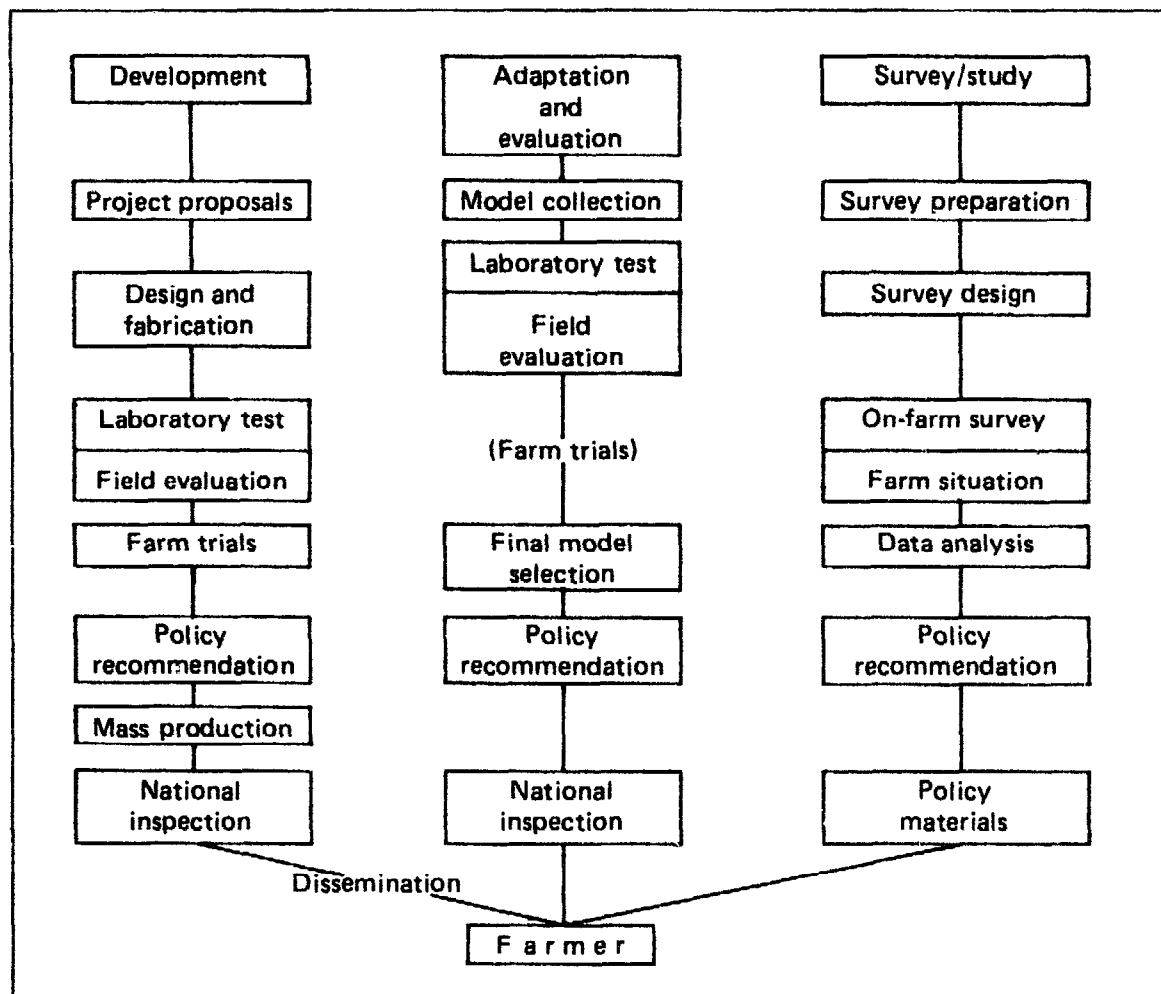 Development
Project proposals
Design and
fabrication
Laboratory test
Field evaluation
Farm trials
Policy
recommendation
Mass production
National
inspection
Adaptation
and
evaluation
Model collection
Laboratory test
Field
evaluation
(Farm trials)
Final model
selection
Policy
recommendation
National
inspection
Survey/study
Survey preparation
Survey design
On-farm survey
Farm situation
Data analysis
Policy
recommendation
Policy
materials
Dissemination
Farmer